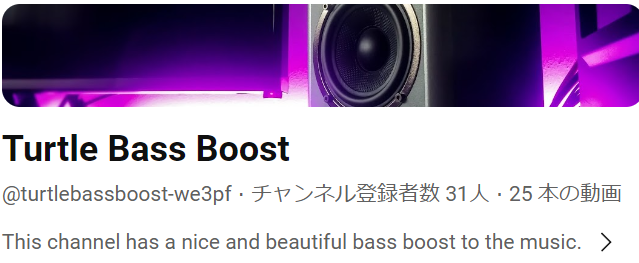 Turtle Bass Boost
@turtlebassboost-we3pf・チャンネル登録者数 31人・25 本の動画
This channel has a nice and beautiful bass boost to the music.